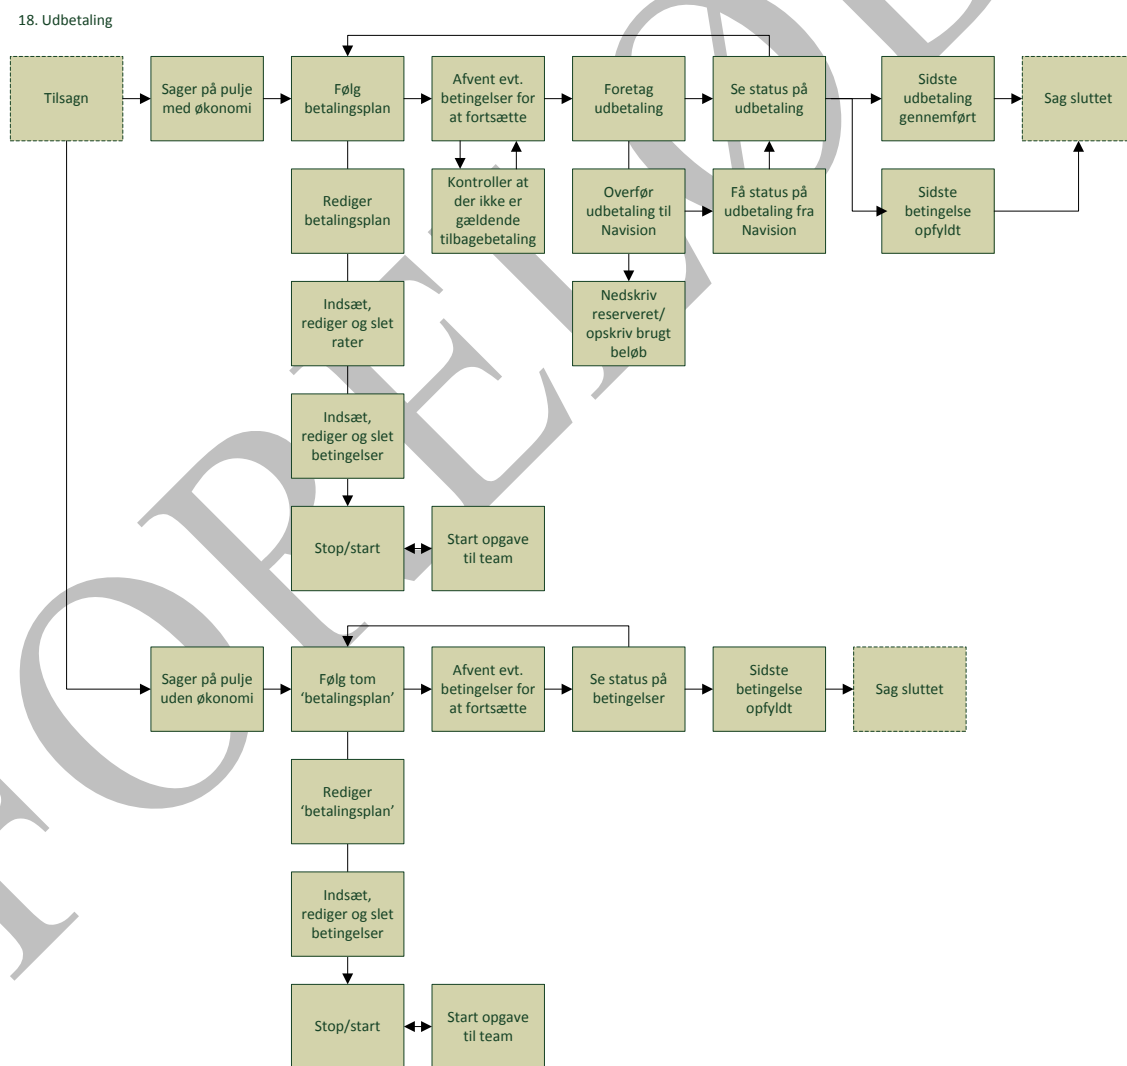 18. Udbetaling
Tilsagn
Sager på pulje
med økonomi
Følg
betalingsplan
Afvent evt.
betingelser for
at fortsætte
Foretag
udbetaling
Se status på
udbetaling
Sidste
udbetaling
gennemført
Sag sluttet
Rediger
betalingsplan
Kontroller at
der ikke er
gældende
tilbagebetaling
Overfør
udbetaling til
Navision
Få status på
udbetaling fra
Navision
Sidste
betingelse
opfyldt
Indsæt,
rediger og slet
rater
Nedskriv
reserveret/
opskriv brugt
beløb
Indsæt,
rediger og slet
betingelser
Stop/start
Start opgave
til team
Sager på pulje
uden økonomi
Følg tom
‘betalingsplan’
Afvent evt.
betingelser for
at fortsætte
Se status på
betingelser
Sidste
betingelse
opfyldt
Sag sluttet
Rediger
‘betalingsplan’
Indsæt,
rediger og slet
betingelser
Stop/start
Start opgave
til team